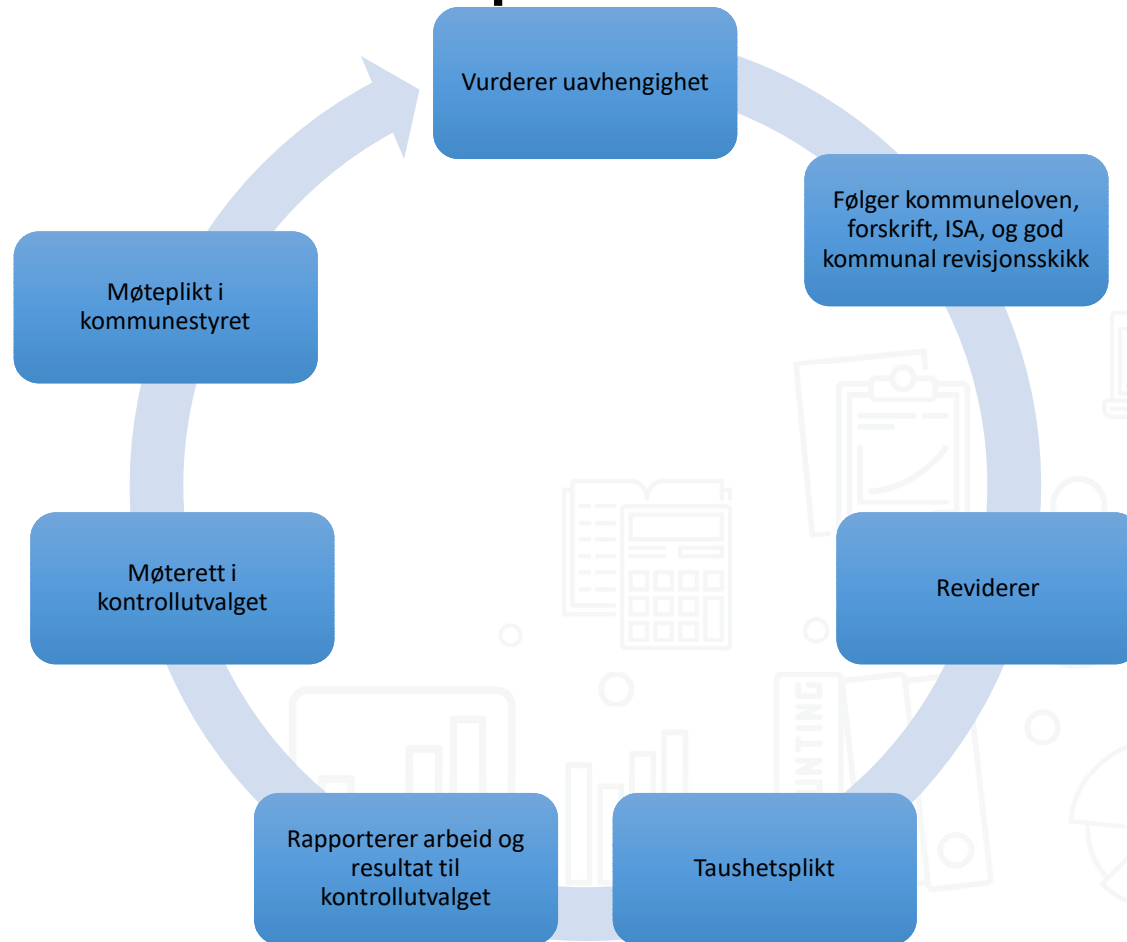 Vurderer uavhengighet
Følger kommuneloven,
forskrift, ISA, og god
kommunal revisjonsskikk
Reviderer
Taushetsplikt
Rapporterer arbeid og
resultat til
kontrollutvalget
Møterett i
kontrollutvalget
Møteplikt i
kommunestyret
UNTING